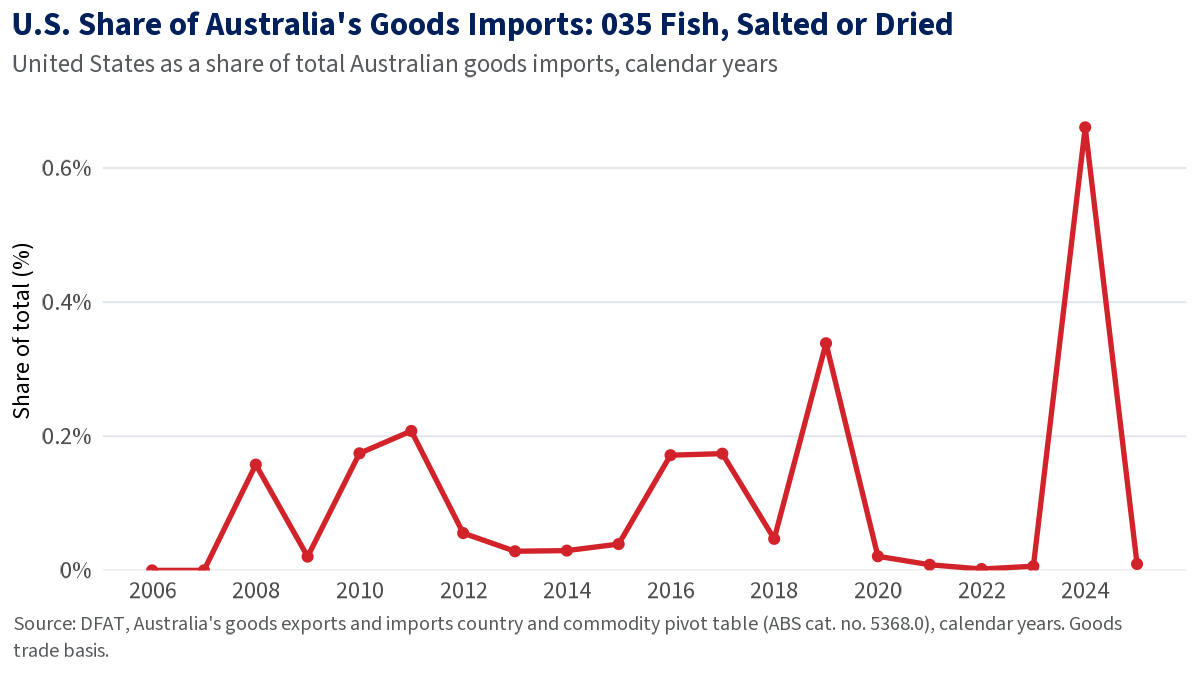 U.S. Share of Australia's Goods Imports: 035 Fish, Salted or Dried
United States as a share of total Australian goods imports, calendar years
Share of total (%)
0.6%
0.4%
0.2%
0%
2006 2008 2010 2012 2014 2016 2018 2020 2022 2024
Source: DFAT, Australia's goods exports and imports country and commodity pivot table (ABS cat. no. 5368.0), calendar years. Goods
trade basis.